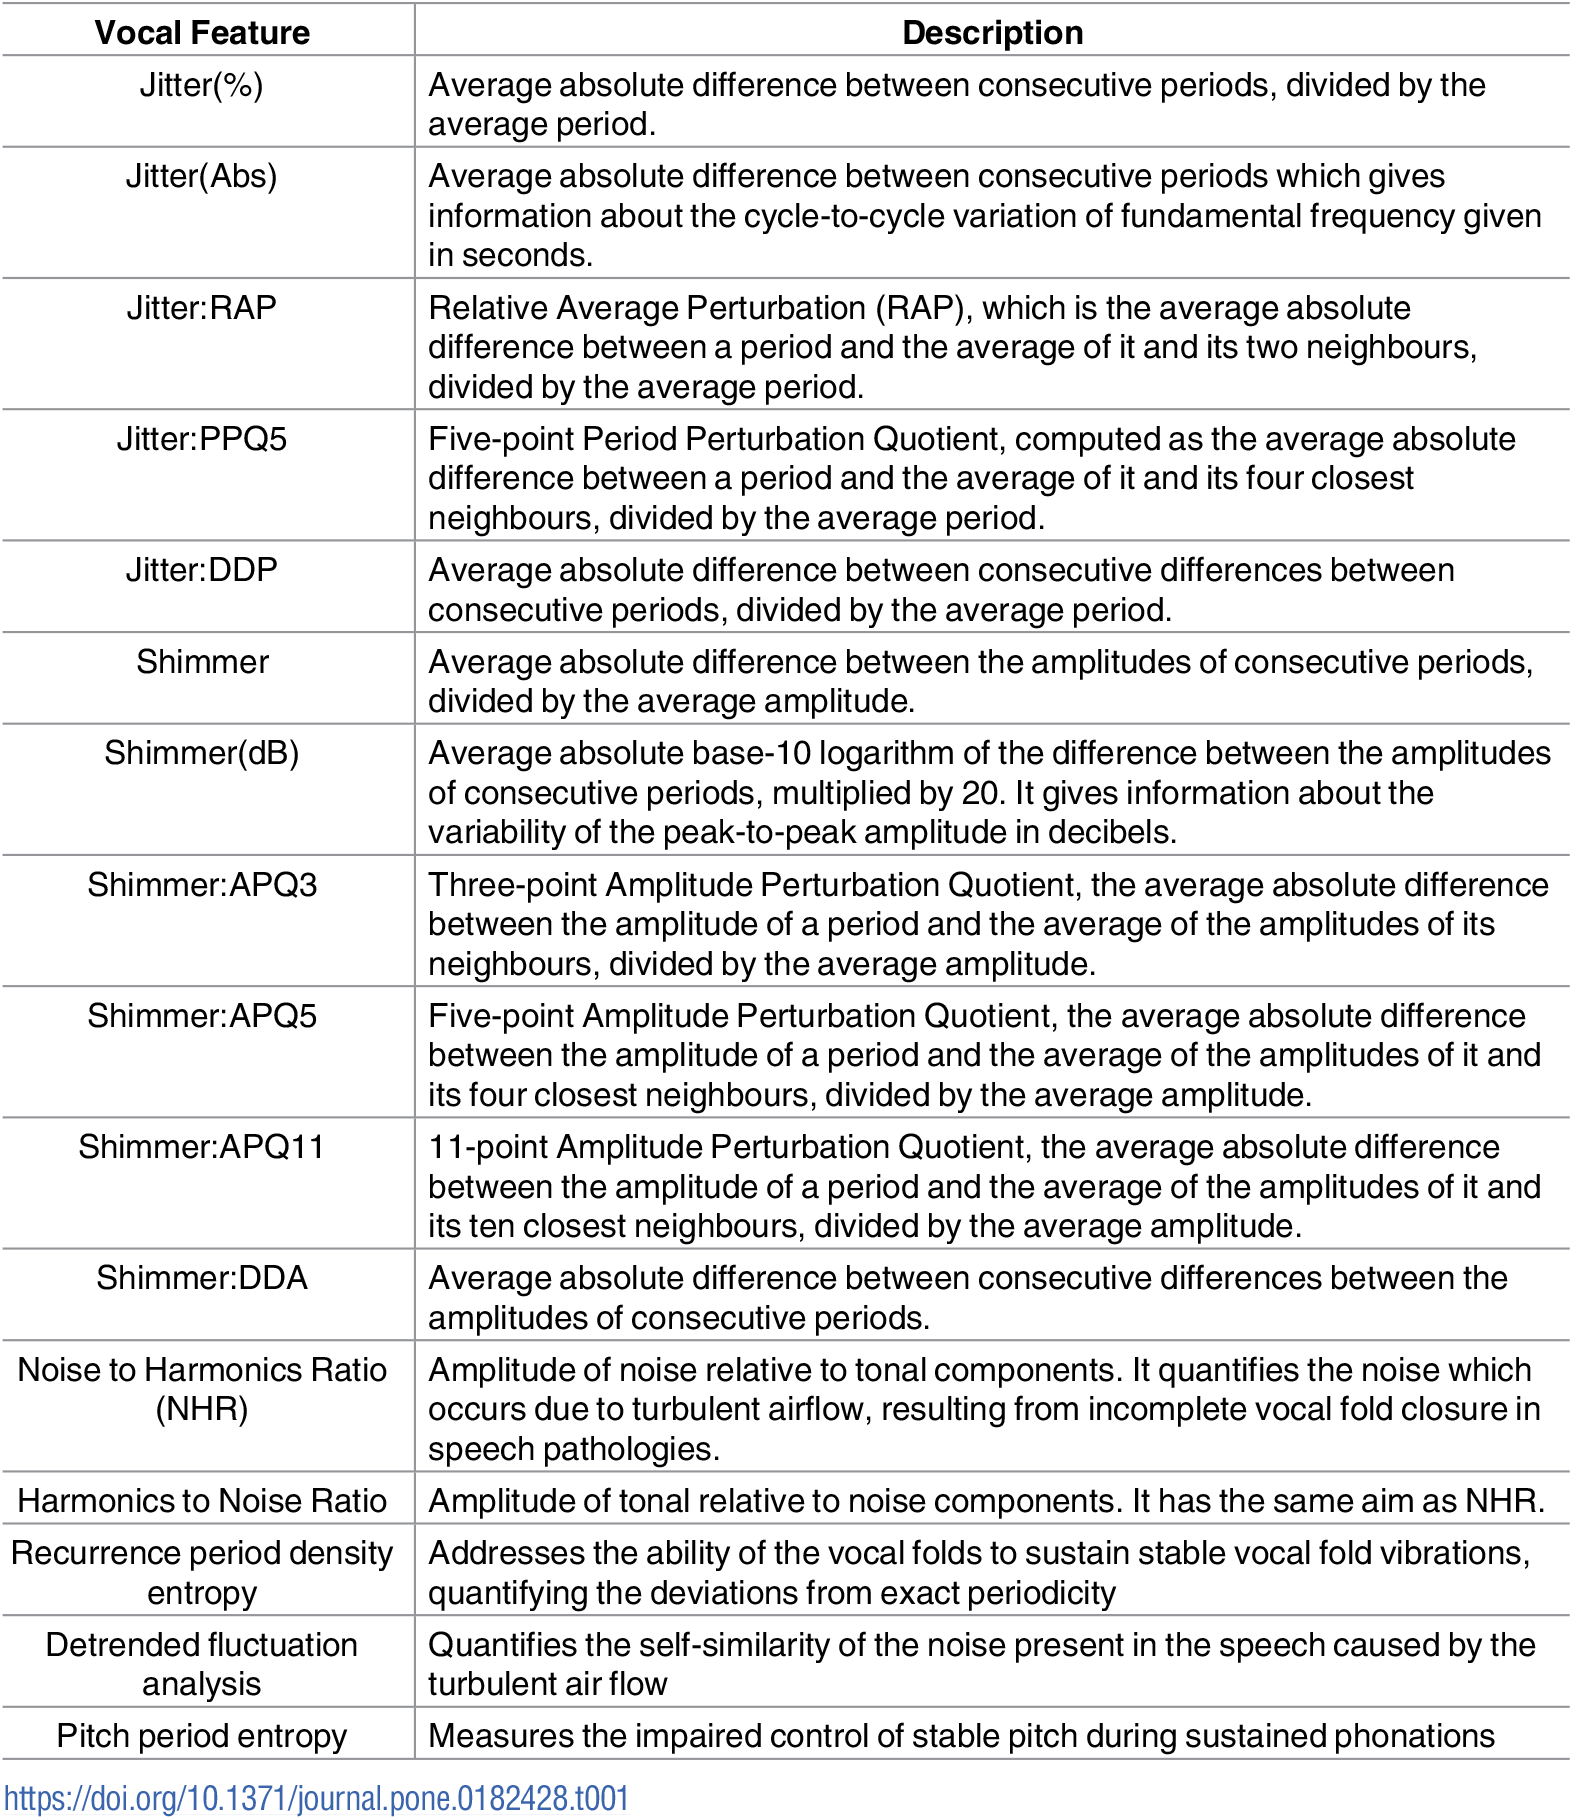 Vocal Feature Description
Jitter(%) Average absolute difference between consecutive periods, divided by the
average period.
Jitter(Abs) Average absolute difference between consecutive periods which gives
information about the cycle-to-cycle variation of fundamental frequency given
in seconds.
Jitter:RAP Relative Average Perturbation (RAP), which is the average absolute
difference between a period and the average of it and its two neighbours,
divided by the average period.
Jitter:PPQ5 Five-point Period Perturbation Quotient, computed as the average absolute
difference between a period and the average of it and its four closest
neighbours, divided by the average period.
Jitter:DDP Average absolute difference between consecutive differences between
consecutive periods, divided by the average period.
Shimmer Average absolute difference between the amplitudes of consecutive periods,
divided by the average amplitude.
Shimmer(dB) Average absolute base-10 logarithm of the difference between the amplitudes
of consecutive periods, multiplied by 20. It gives information about the
variability of the peak-to-peak amplitude in decibels.
Shimmer:APQ3 Three-point Amplitude Perturbation Quotient, the average absolute difference
between the amplitude of a period and the average of the amplitudes of its
neighbours, divided by the average amplitude.
Shimmer:APQ5 Five-point Amplitude Perturbation Quotient, the average absolute difference
between the amplitude of a period and the average of the amplitudes of it and
its four closest neighbours, divided by the average amplitude.
Shimmer:APQ11 11-point Amplitude Perturbation Quotient, the average absolute difference
between the amplitude of a period and the average of the amplitudes of it and
its ten closest neighbours, divided by the average amplitude.
Shimmer:DDA Average absolute difference between consecutive differences between the
amplitudes of consecutive periods.
Noise to Harmonics Ratio Amplitude of noise relative to tonal components. It quantifies the noise which
(NHR) occurs due to turbulent airflow, resulting from incomplete vocal fold closure in
speech pathologies.
Harmonics to Noise Ratio Amplitude of tonal relative to noise components. It has the same aim as NHR.
Recurrence period density Addresses the ability of the vocal folds to sustain stable vocal fold vibrations,
entropy quantifying the deviations from exact periodicity
Detrended fluctuation Quantifies the self-similarity of the noise present in the speech caused by the
analysis turbulent air flow
Pitch period entropy Measures the impaired control of stable pitch during sustained phonations
https://doi.org/10.1371/journal.pone.0182428.t001